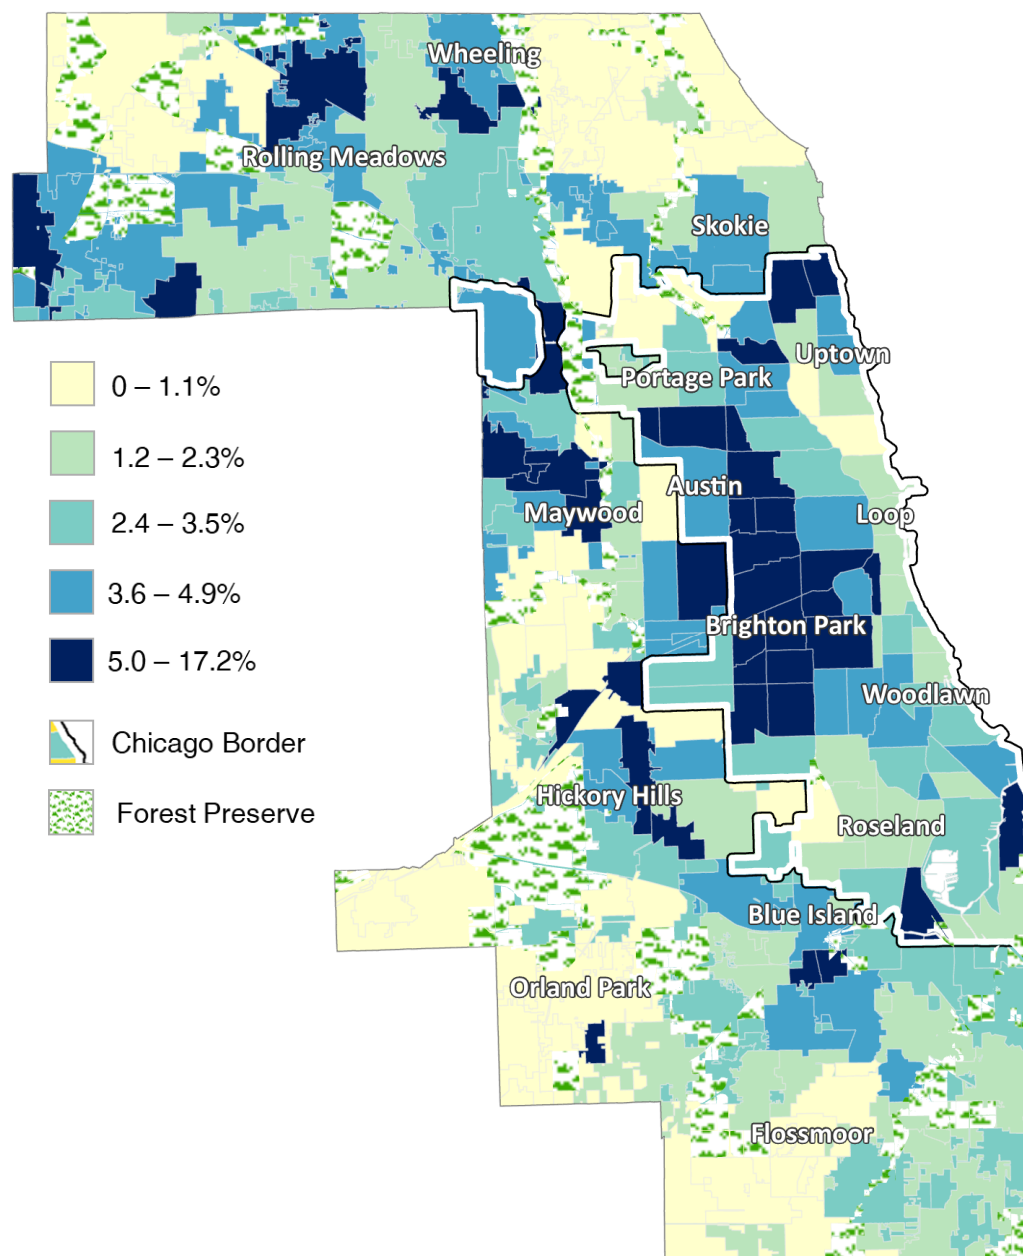 Wheeling
Rolling Meadows
Skokie
Uptown
Portage Park
0 – 1.1%
1.2 – 2.3%
Austin
Maywood
Loop
2.4 – 3.5%
3.6 – 4.9%
Brighton Park
5.0 – 17.2%
Woodlawn
Chicago Border
Hickory Hills
Forest Preserve
Roseland
Blue Island
Orland Park
Flossmoor